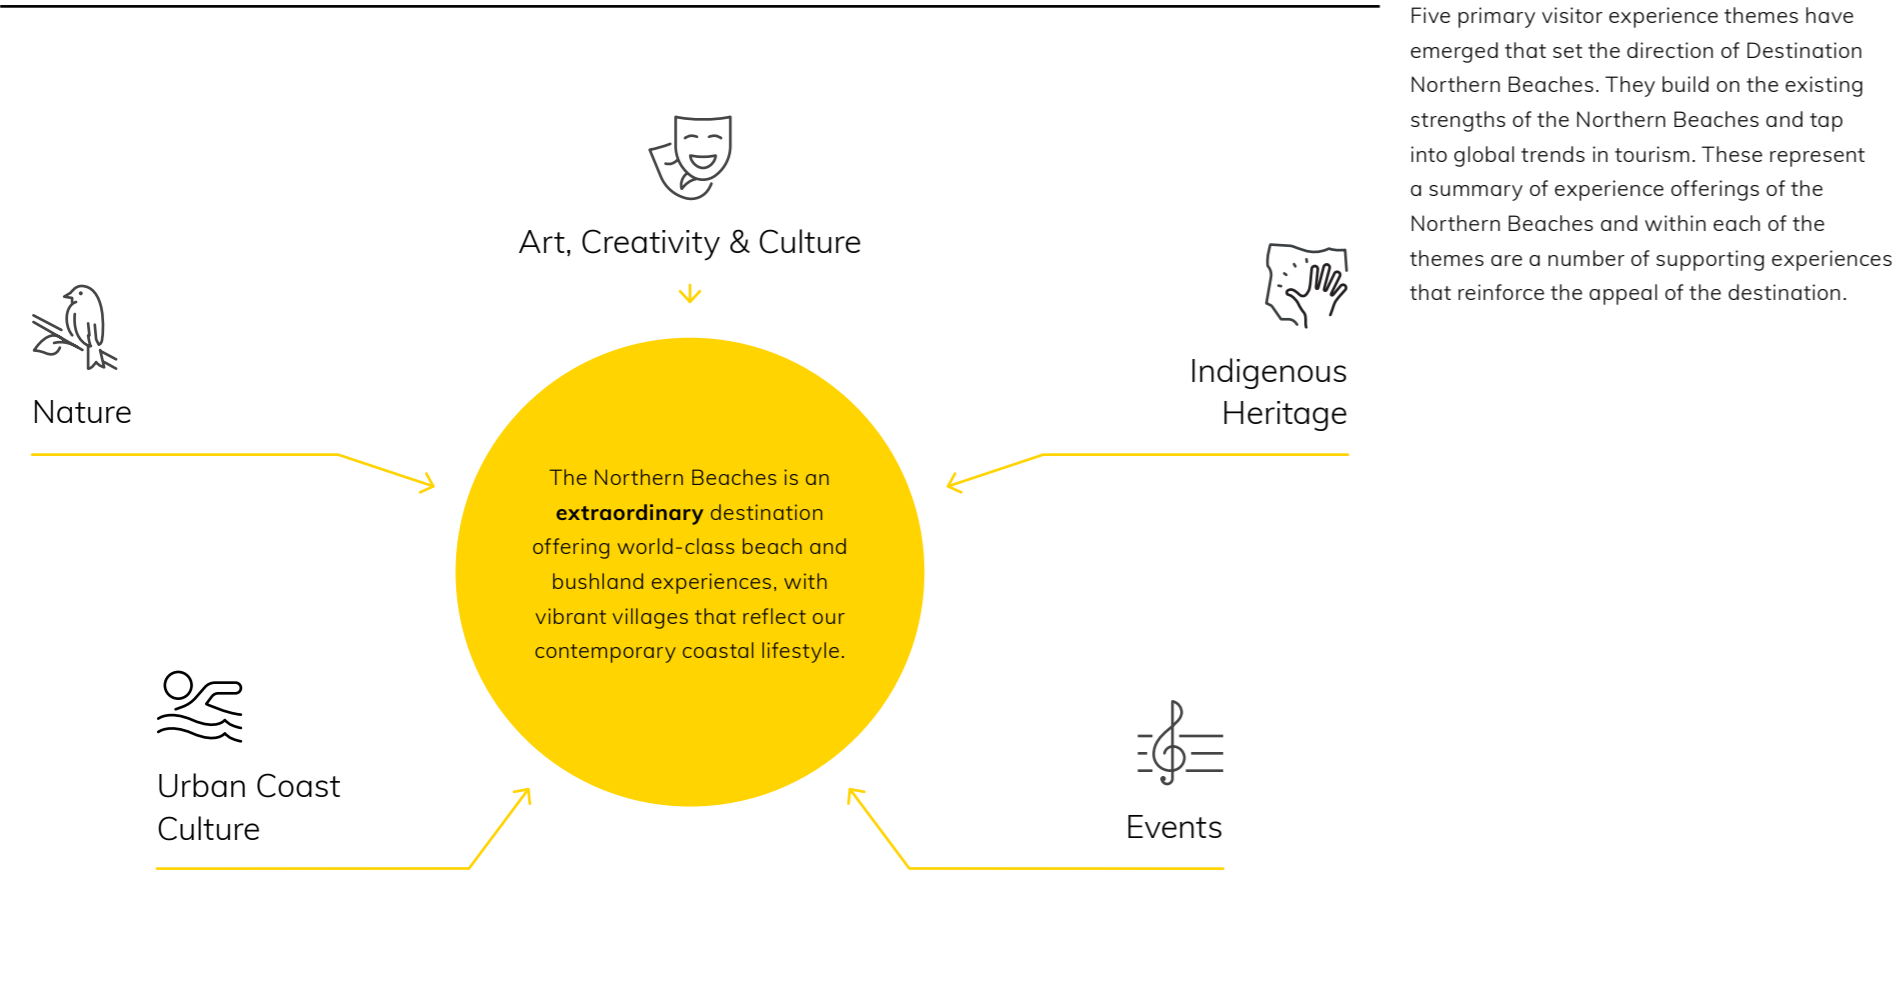 Five primary visitor experience themes have
emerged that set the direction of Destination
Northern Beaches. They build on the existing
strengths of the Northern Beaches and tap
into global trends in tourism. These represent
a summary of experience offerings of the
Northern Beaches and within each of the
themes are a number of supporting experiences
that reinforce the appeal of the destination.
Art, Creativity & Culture
Nature
Indigenous
Heritage
The Northern Beaches is an
extraordinary destination
offering world-class beach and
bushland experiences, with
vibrant villages that reflect our
contemporary coastal lifestyle.
Urban Coast
Culture
Events